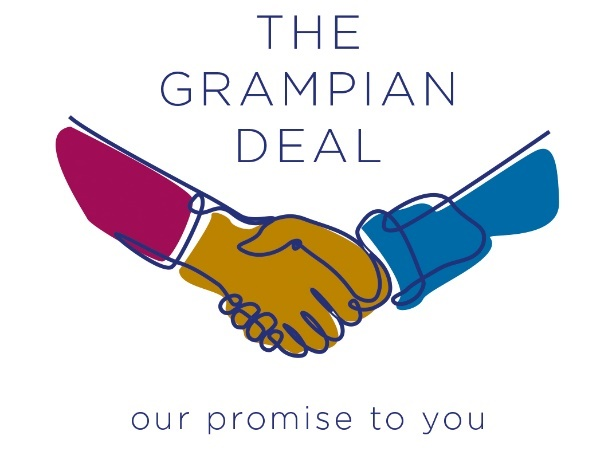 THE
GRAMPIAN
DEAL
our promise to you